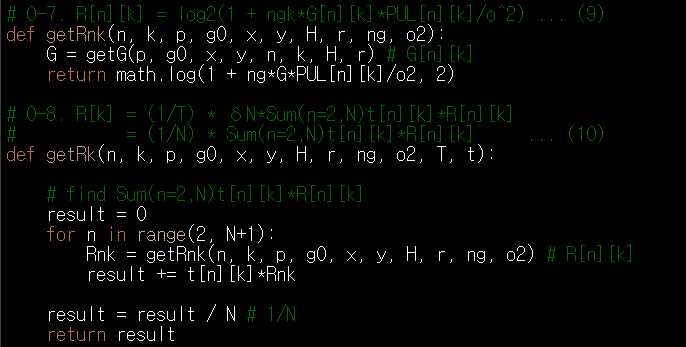 # 0-7. R[n][k] = log2(1 + ngk*G[n][k]*PUL[n][k]/o^2) ... (9)
def getRnk(n, k, p, g0, x, y, H, r, ng, o2):
    G = getG(p, g0, x, y, n, k, H, r) # G[n][k]
    return math.log(1 + ng*G*PUL[n][k]/o2, 2)

# 0-8. R[k] = (1/T) * δN*Sum(n=2,N)t[n][k]*R[n][k]
#           = (1/N) * Sum(n=2,N)t[n][k]*R[n][k]      ... (10)
def getRk(n, k, p, g0, x, y, H, r, ng, o2, T, t):

    # find Sum(n=2,N)t[n][k]*R[n][k]
    result = 0
    for n in range(2, N+1):
        Rnk = getRnk(n, k, p, g0, x, y, H, r, ng, o2) # R[n][k]
        result += t[n][k]*Rnk

    result = result / N # 1/N
    return result